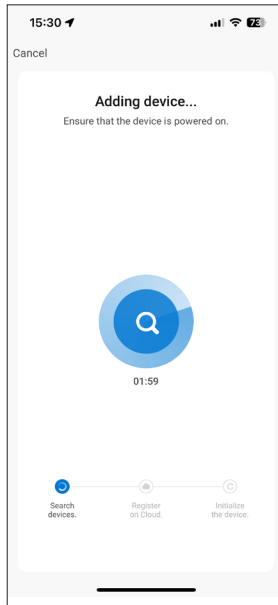 15:30
73
Cancel
Adding device...
Ensure that the device is powered on.
01:59
Search
devices.
Register
on Cloud.
Initialize
the device.